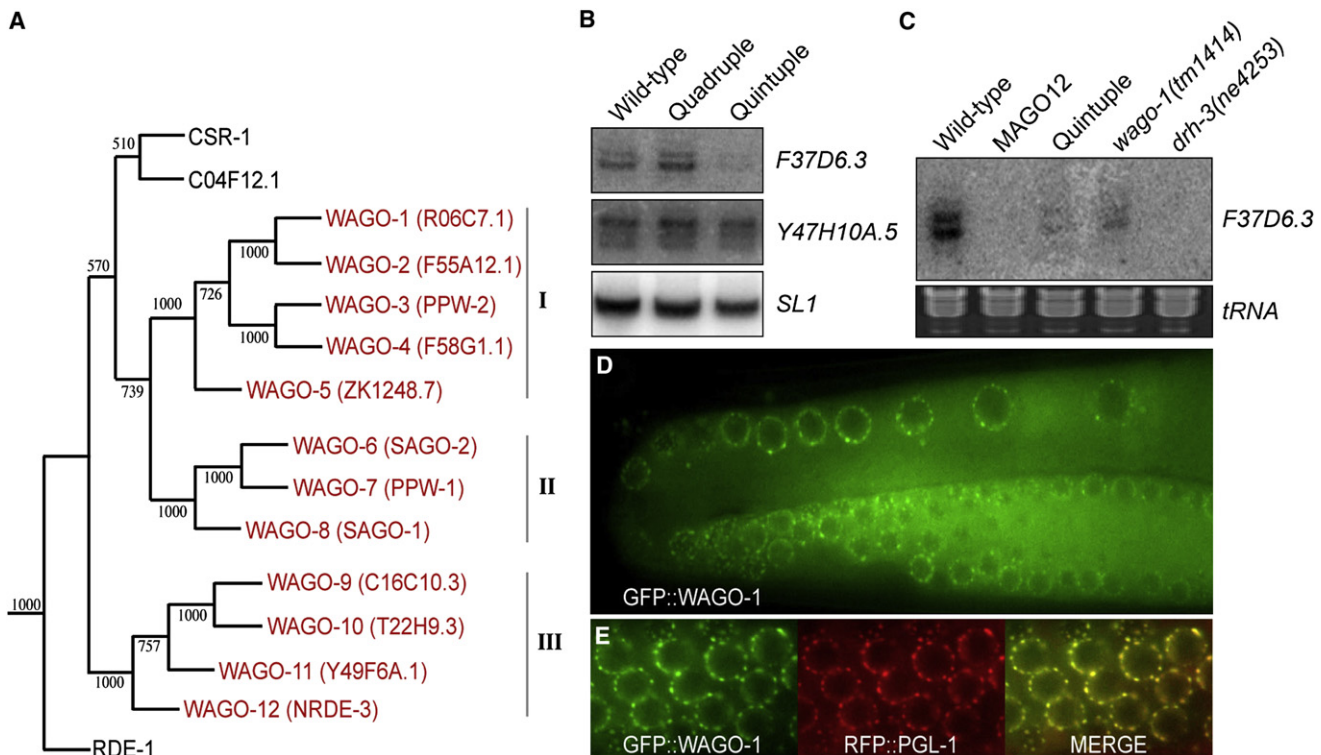 A
510
CSR-1
C04F12.1
570
WAGO-1 (R06C7.1)
1000
WAGO-2 (F55A12.1)
726
1000
WAGO-3 (PPW-2)
1000
WAGO-4 (F58G1.1)
WAGO-5 (ZK1248.7)
I
739
WAGO-6 (SAGO-2)
1000
WAGO-7 (PPW-1)
1000
WAGO-8 (SAGO-1)
II
WAGO-9 (C16C10.3)
1000
WAGO-10 (T22H9.3)
757
WAGO-11 (Y49F6A.1)
1000
WAGO-12 (NRDE-3)
III
1000
RDE-1
B
Wild-type
Quadruple
Quintuple
F37D6.3
Y47H10A.5
SL1
C
Wild-type
MAGO12
Quintuple
wago-1(tm1414)
drh-3(ne4253)
F37D6.3
tRNA
D
GFP::WAGO-1
E
GFP::WAGO-1
RFP::PGL-1
MERGE